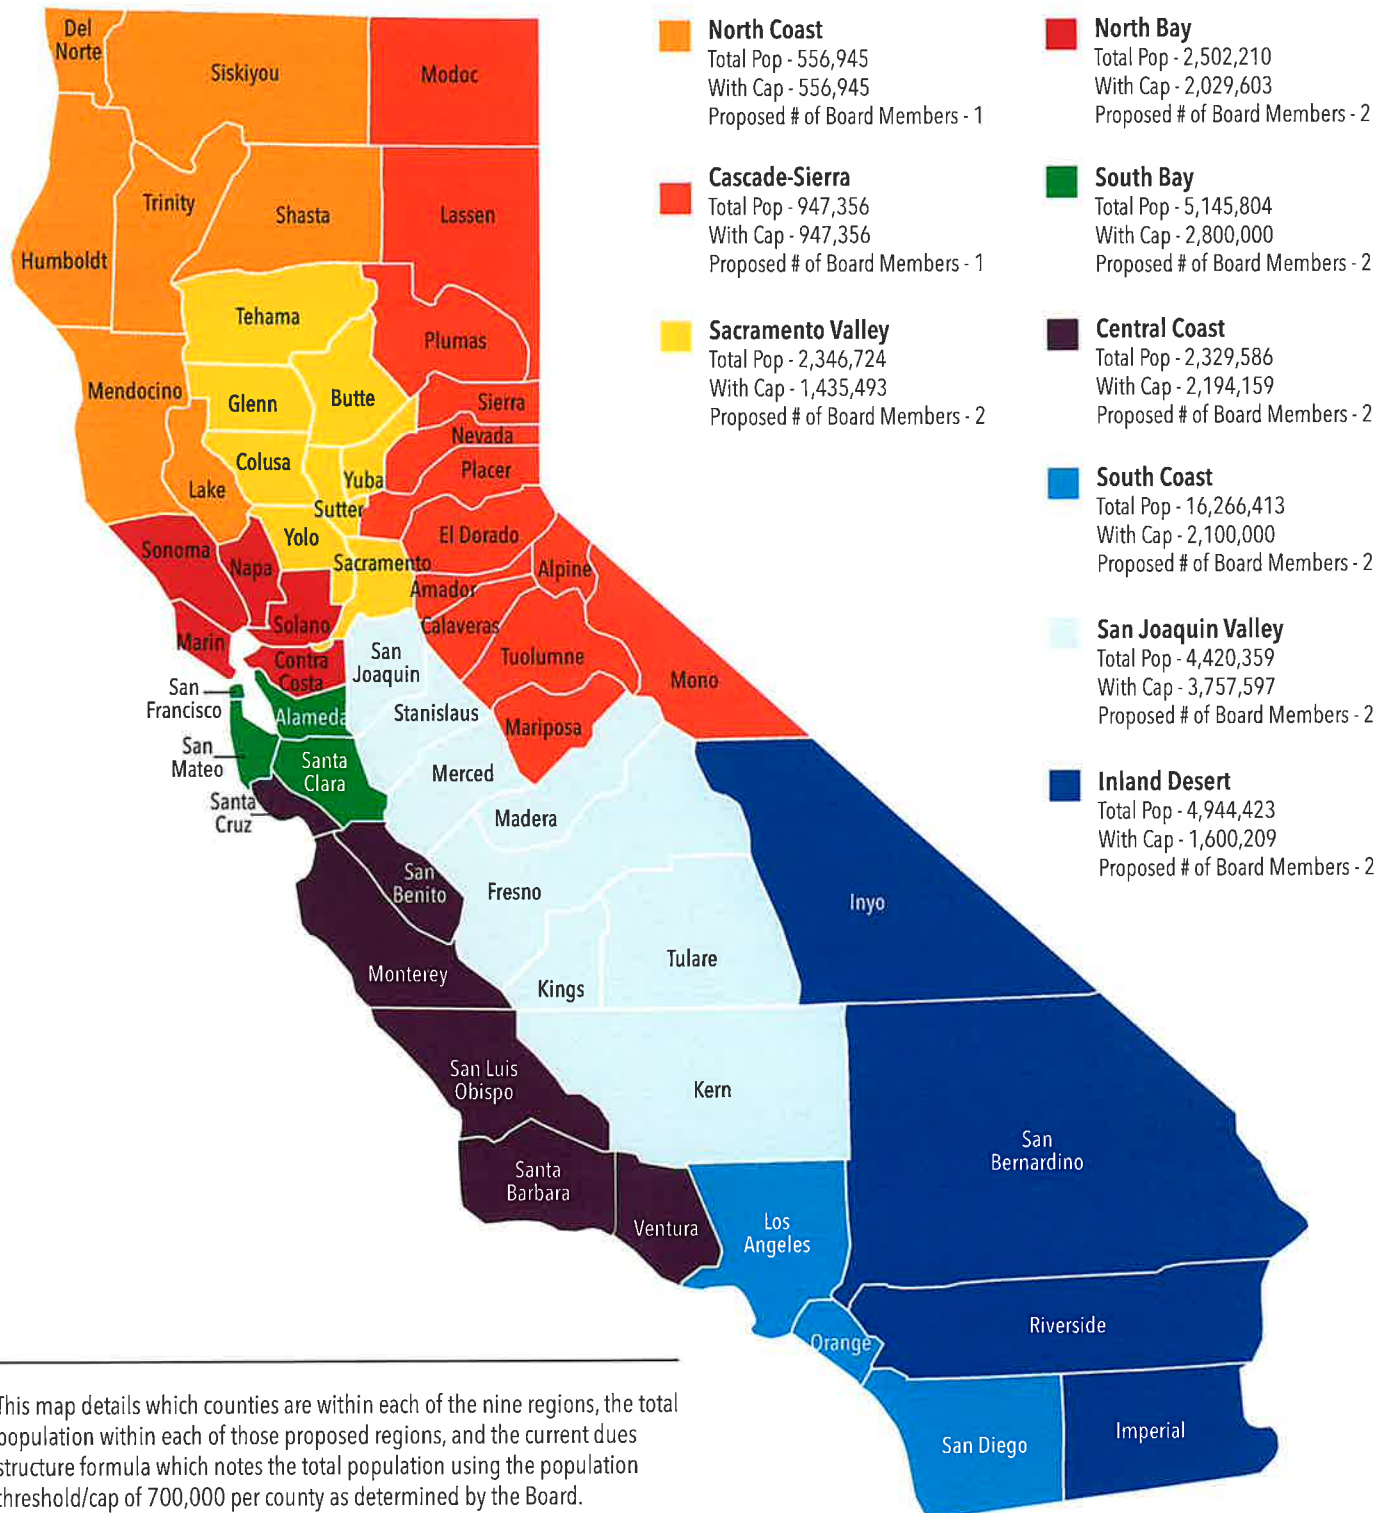 Del
Norte
Siskiyou
Modoc
Trinity
Shasta
Lassen
Humboldt
Tehama
Plumas
Mendocino
Glenn
Butte
Sierra
Nevada
Colusa
Placer
Yuba
Lake
Sutter
Yolo
El Dorado
Sonoma
Napa
Sacramento
Alpine
Amador
Solano
Calaveras
Marin
Contra
Costa
San
Joaquin
Tuolumne
Mono
San
Francisco
Alameda
Stanislaus
Mariposa
San
Mateo
Santa
Clara
Merced
Santa
Cruz
Madera
San
Benito
Fresno
Inyo
Monterey
Kings
Tulare
San Luis
Obispo
Kern
San
Bernardino
Santa
Barbara
Ventura
Los
Angeles
Orange
Riverside
San Diego
Imperial
North Coast
Total Pop - 556,945
With Cap - 556,945
Proposed # of Board Members - 1
Cascade-Sierra
Total Pop - 947,356
With Cap - 947,356
Proposed # of Board Members - 1
Sacramento Valley
Total Pop - 2,346,724
With Cap - 1,435,493
Proposed # of Board Members - 2
North Bay
Total Pop - 2,502,210
With Cap - 2,029,603
Proposed # of Board Members - 2
South Bay
Total Pop - 5,145,804
With Cap - 2,800,000
Proposed # of Board Members - 2
Central Coast
Total Pop - 2,329,586
With Cap - 2,194,159
Proposed # of Board Members - 2
South Coast
Total Pop - 16,266,413
With Cap - 2,100,000
Proposed # of Board Members - 2
San Joaquin Valley
Total Pop - 4,420,359
With Cap - 3,757,597
Proposed # of Board Members - 2
Inland Desert
Total Pop - 4,944,423
With Cap - 1,600,209
Proposed # of Board Members - 2
This map details which counties are within each of the nine regions, the total
population within each of those proposed regions, and the current dues
structure formula which notes the total population using the population
threshold/cap of 700,000 per county as determined by the Board.